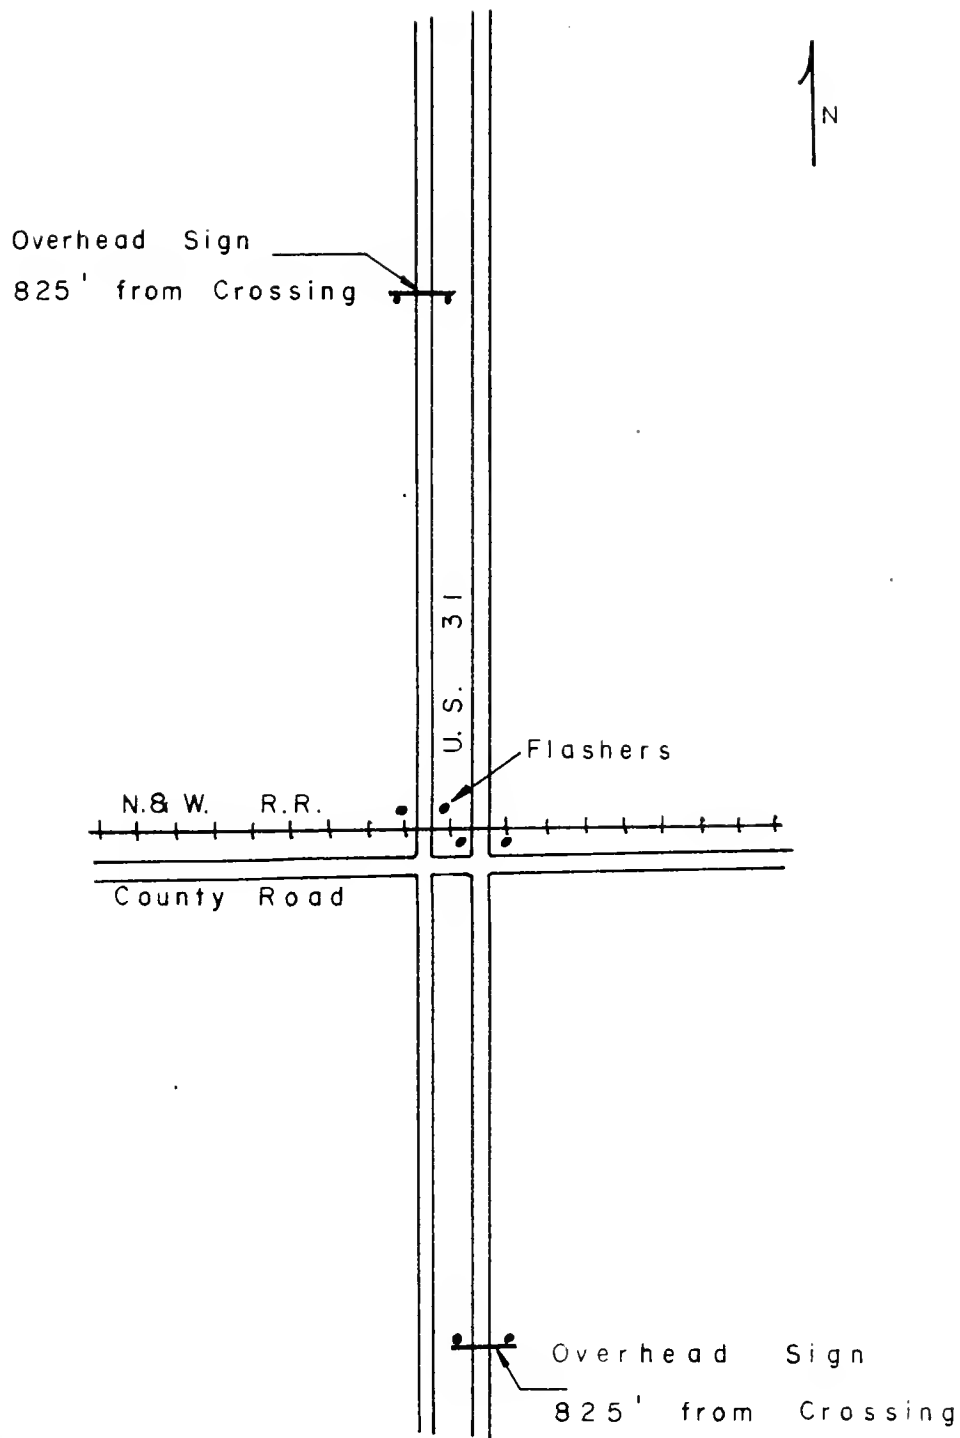 N
Overhead Sign
825' from Crossing
U.S. 31
Flashers
N. & W. R.R.
County Road
Overhead Sign
825' from Crossing